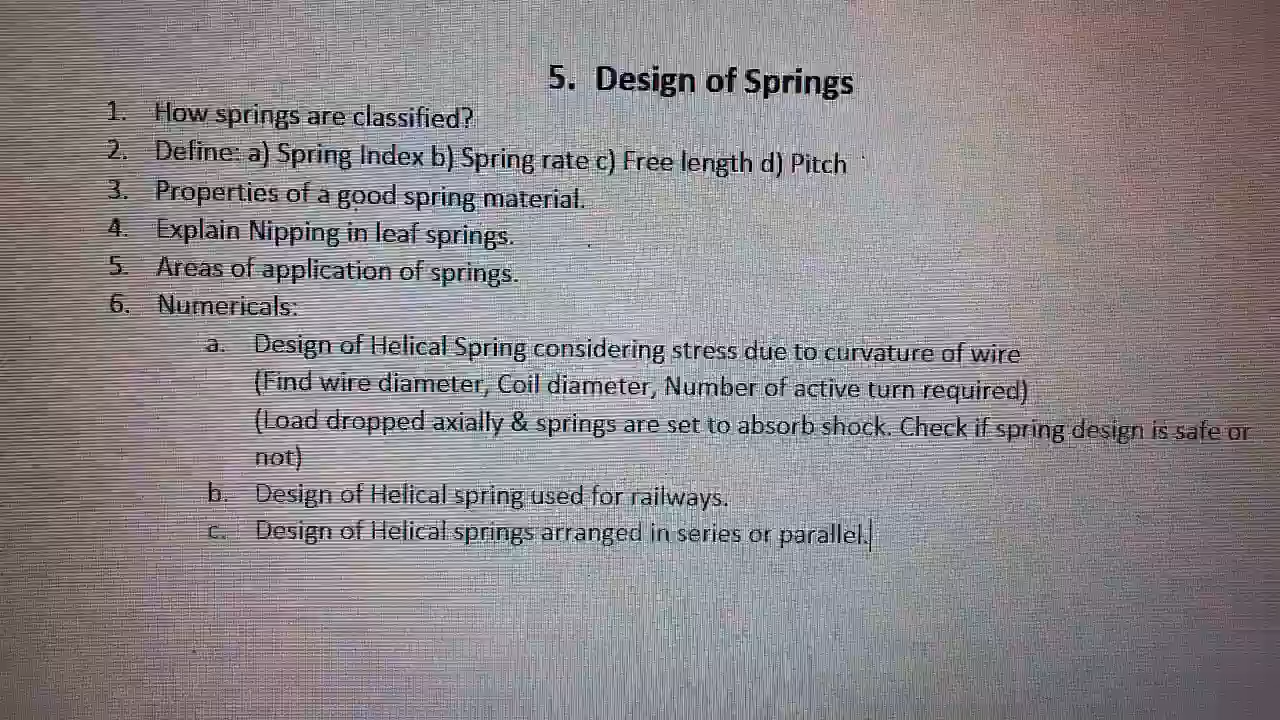 5. Design of Springs
1. How springs are classified?
2. Define: a) Spring Index b) Spring rate c) Free length d) Pitch
3. Properties of a good spring material.
4. Explain Nipping in leaf springs.
5. Areas of application of springs.
6. Numericals:
a. Design of Helical Spring considering stress due to curvature of wire
(Find wire diameter, Coil diameter, Number of active turn required)
(Load dropped axially & springs are set to absorb shock. Check if spring design is safe or
not)
b. Design of Helical spring used for railways.
c. Design of Helical springs arranged in series or parallel.